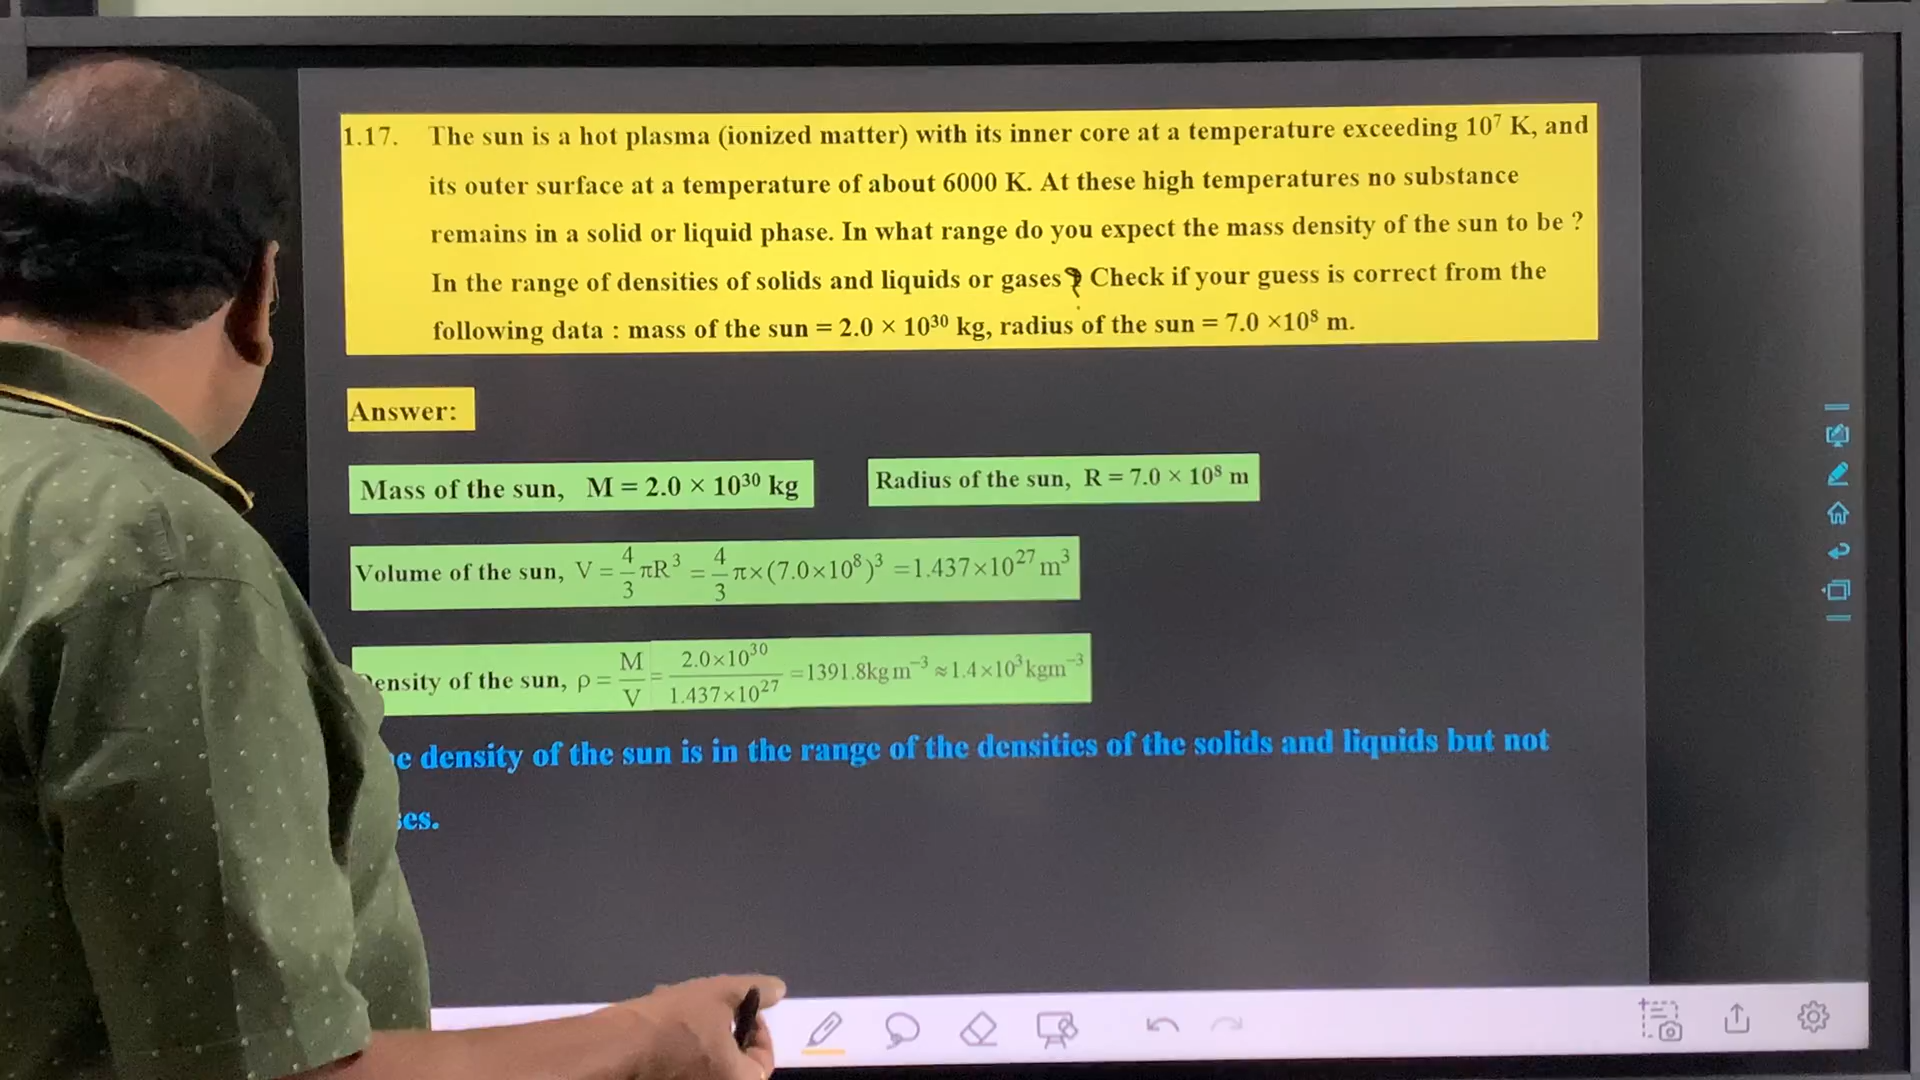 1.17. The sun is a hot plasma (ionized matter) with its inner core at a temperature exceeding 10⁷ K, and
its outer surface at a temperature of about 6000 K. At these high temperatures no substance
remains in a solid or liquid phase. In what range do you expect the mass density of the sun to be ?
In the range of densities of solids and liquids or gases ? Check if your guess is correct from the
following data : mass of the sun = 2.0 × 10³⁰ kg, radius of the sun = 7.0 ×10⁸ m.
Answer:
Mass of the sun, M = 2.0 × 10³⁰ kg
Radius of the sun, R = 7.0 × 10⁸ m
Volume of the sun, V = 4/3 πR³ = 4/3 π×(7.0×10⁸)³ = 1.437×10²⁷ m³
ensity of the sun, ρ = M/V = 2.0×10³⁰/1.437×10²⁷ = 1391.8kg m⁻³ ≈ 1.4×10³kgm⁻³
e density of the sun is in the range of the densities of the solids and liquids but not
es.